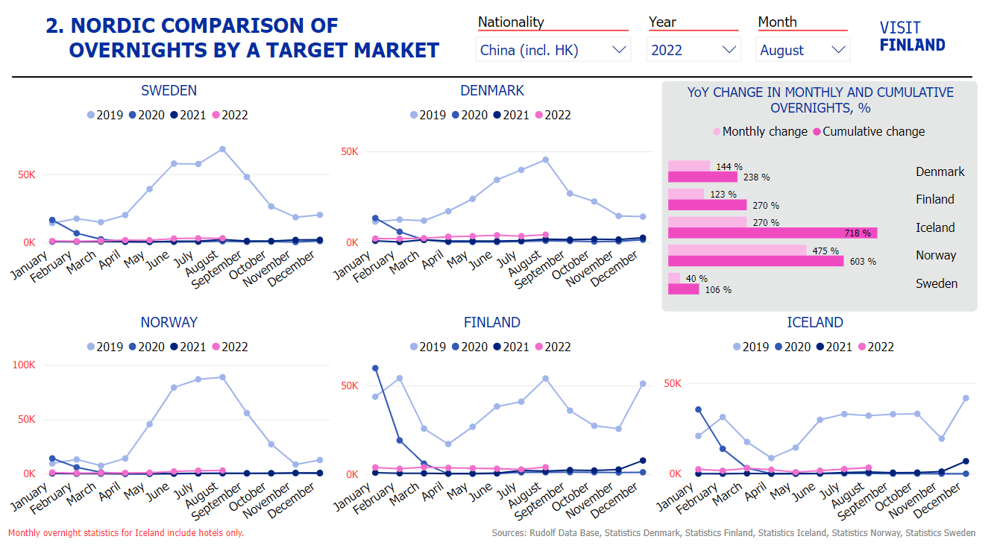 2. NORDIC COMPARISON OF
OVERNIGHTS BY A TARGET MARKET
Nationality
China (incl. HK)
Year
2022
Month
August
VISIT
FINLAND
SWEDEN
2019 2020 2021 2022
50K
0K
January
February
March
April
May
June
July
August
September
October
November
December
DENMARK
2019 2020 2021 2022
50K
0K
January
February
March
April
May
June
July
August
September
October
November
December
YoY CHANGE IN MONTHLY AND CUMULATIVE
OVERNIGHTS, %
Monthly change Cumulative change
144 %
238 %
Denmark
123 %
270 %
Finland
270 %
718 %
Iceland
475 %
603 %
Norway
40 %
106 %
Sweden
NORWAY
2019 2020 2021 2022
100K
50K
0K
January
February
March
April
May
June
July
August
September
October
November
December
FINLAND
2019 2020 2021 2022
50K
0K
January
February
March
April
May
June
July
August
September
October
November
December
ICELAND
2019 2020 2021 2022
50K
0K
January
February
March
April
May
June
July
August
September
October
November
December
Monthly overnight statistics for Iceland include hotels only.
Sources: Rudolf Data Base, Statistics Denmark, Statistics Finland, Statistics Iceland, Statistics Norway, Statistics Sweden